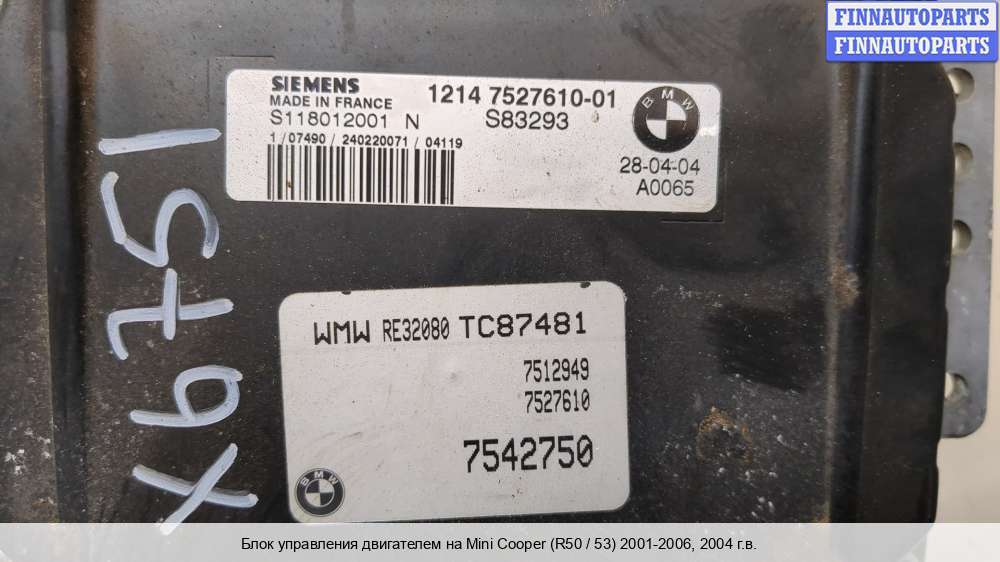 FINNAUTOPARTS
FINNAUTOPARTS
SIEMENS
MADE IN FRANCE
S118012001 N
1214 7527610-01
S83293
1/07490/240220071/04119
BMW
28-04-04
A0065
X6751
WMW RE32080 TC87481
7512949
7527610
7542750
BMW
Блок управления двигателем на Mini Cooper (R50 / 53) 2001-2006, 2004 г.в.